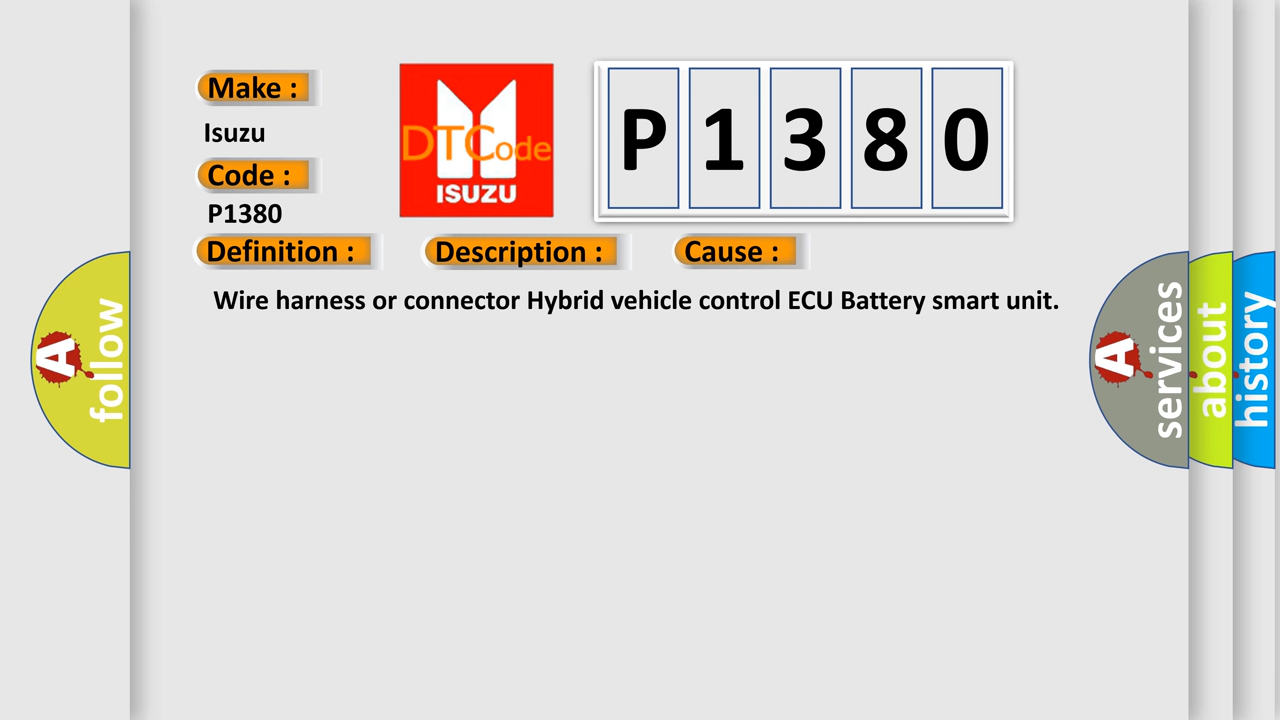 Make :
Isuzu
Code :
P1380
Definition :
Description :
Cause :
Wire harness or connector Hybrid vehicle control ECU Battery smart unit.
DTCode
ISUZU
P 1 3 8 0
A
follow
A
services
about
history